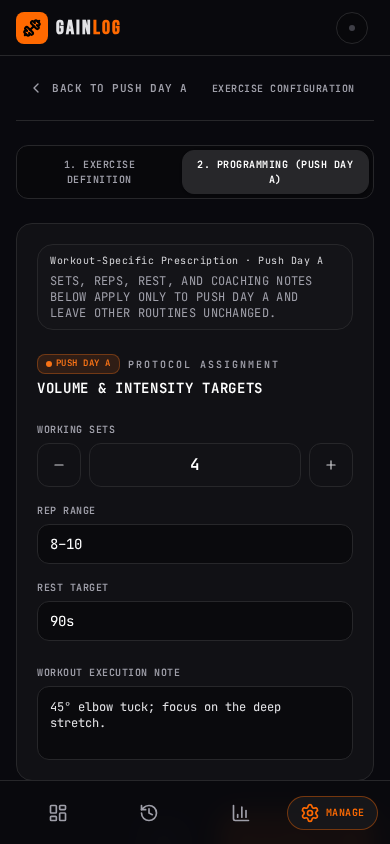 GAINLOG
BACK TO PUSH DAY A
EXERCISE CONFIGURATION
1. EXERCISE
DEFINITION
2. PROGRAMMING (PUSH DAY
A)
Workout-Specific Prescription · Push Day A
SETS, REPS, REST, AND COACHING NOTES
BELOW APPLY ONLY TO PUSH DAY A AND
LEAVE OTHER ROUTINES UNCHANGED.
PUSH DAY A
PROTOCOL ASSIGNMENT
VOLUME & INTENSITY TARGETS
WORKING SETS
− 4 +
REP RANGE
8–10
REST TARGET
90s
WORKOUT EXECUTION NOTE
45° elbow tuck; focus on the deep
stretch.
MANAGE